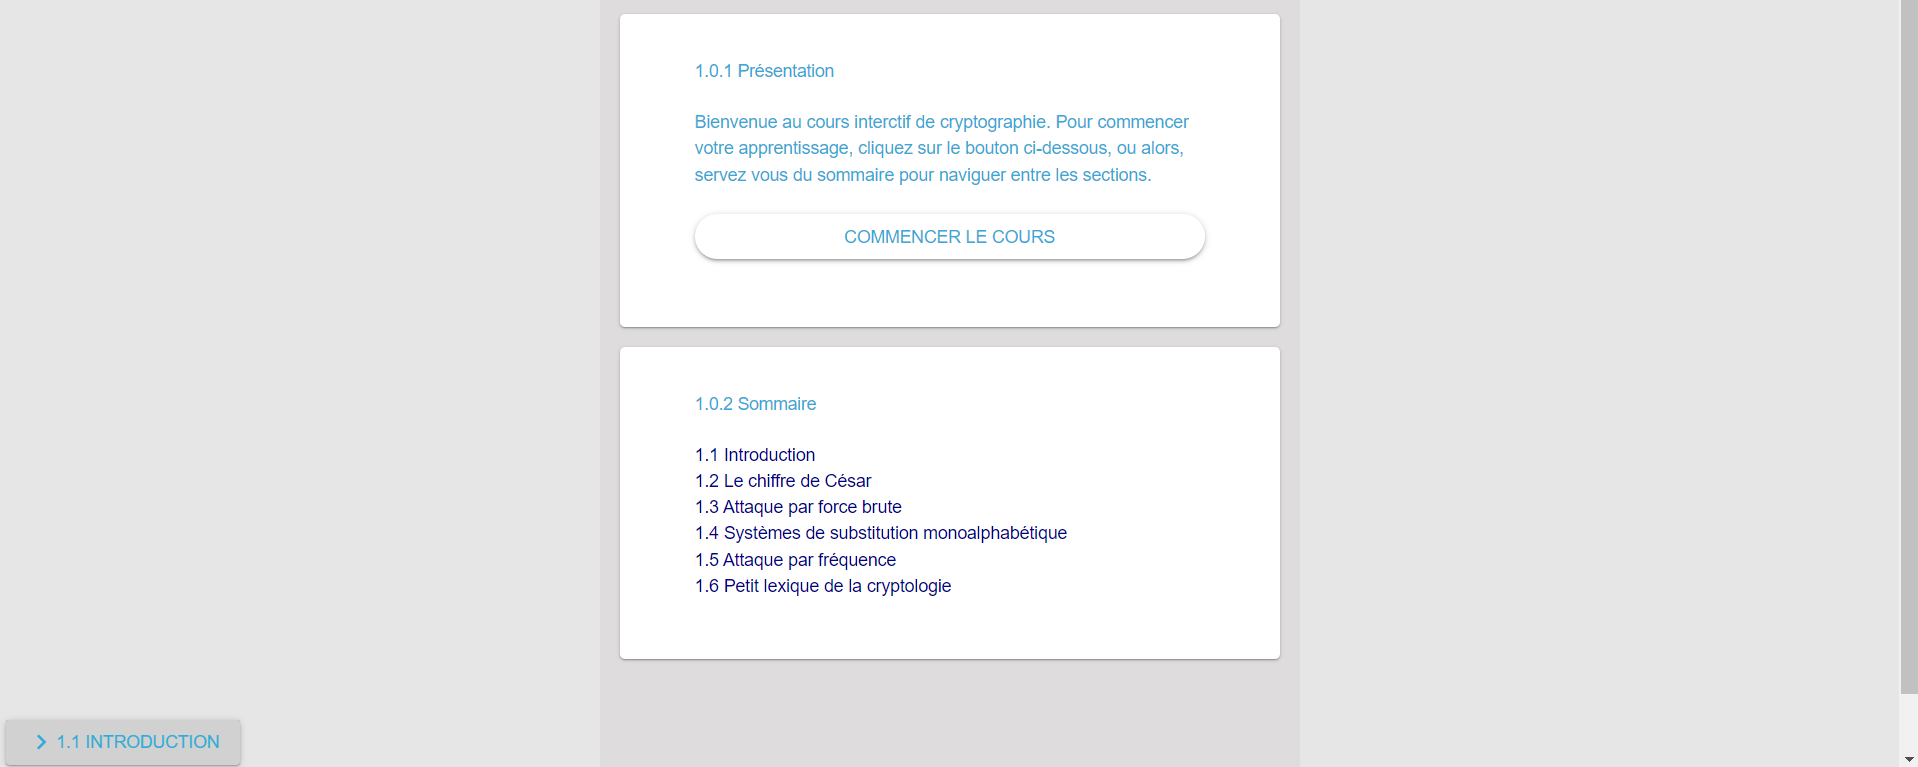 1.0.1 Présentation
Bienvenue au cours interctif de cryptographie. Pour commencer
votre apprentissage, cliquez sur le bouton ci-dessous, ou alors,
servez vous du sommaire pour naviguer entre les sections.
COMMENCER LE COURS
1.0.2 Sommaire
1.1 Introduction
1.2 Le chiffre de César
1.3 Attaque par force brute
1.4 Systèmes de substitution monoalphabétique
1.5 Attaque par fréquence
1.6 Petit lexique de la cryptologie
1.1 INTRODUCTION